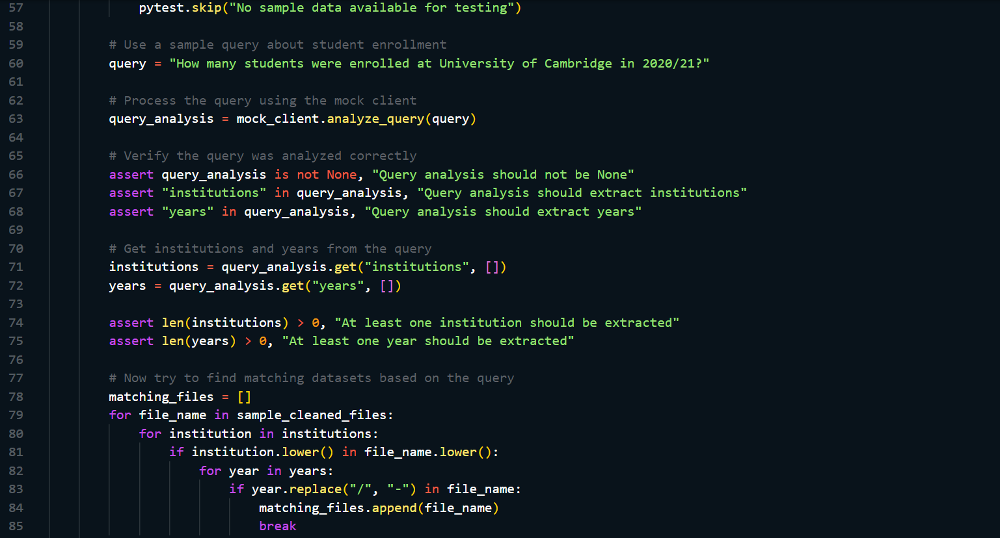 57 pytest.skip("No sample data available for testing")
58
59 # Use a sample query about student enrollment
60 query = "How many students were enrolled at University of Cambridge in 2020/21?"
61
62 # Process the query using the mock client
63 query_analysis = mock_client.analyze_query(query)
64
65 # Verify the query was analyzed correctly
66 assert query_analysis is not None, "Query analysis should not be None"
67 assert "institutions" in query_analysis, "Query analysis should extract institutions"
68 assert "years" in query_analysis, "Query analysis should extract years"
69
70 # Get institutions and years from the query
71 institutions = query_analysis.get("institutions", [])
72 years = query_analysis.get("years", [])
73
74 assert len(institutions) > 0, "At least one institution should be extracted"
75 assert len(years) > 0, "At least one year should be extracted"
76
77 # Now try to find matching datasets based on the query
78 matching_files = []
79 for file_name in sample_cleaned_files:
80 for institution in institutions:
81 if institution.lower() in file_name.lower():
82 for year in years:
83 if year.replace("/", "-") in file_name:
84 matching_files.append(file_name)
85 break